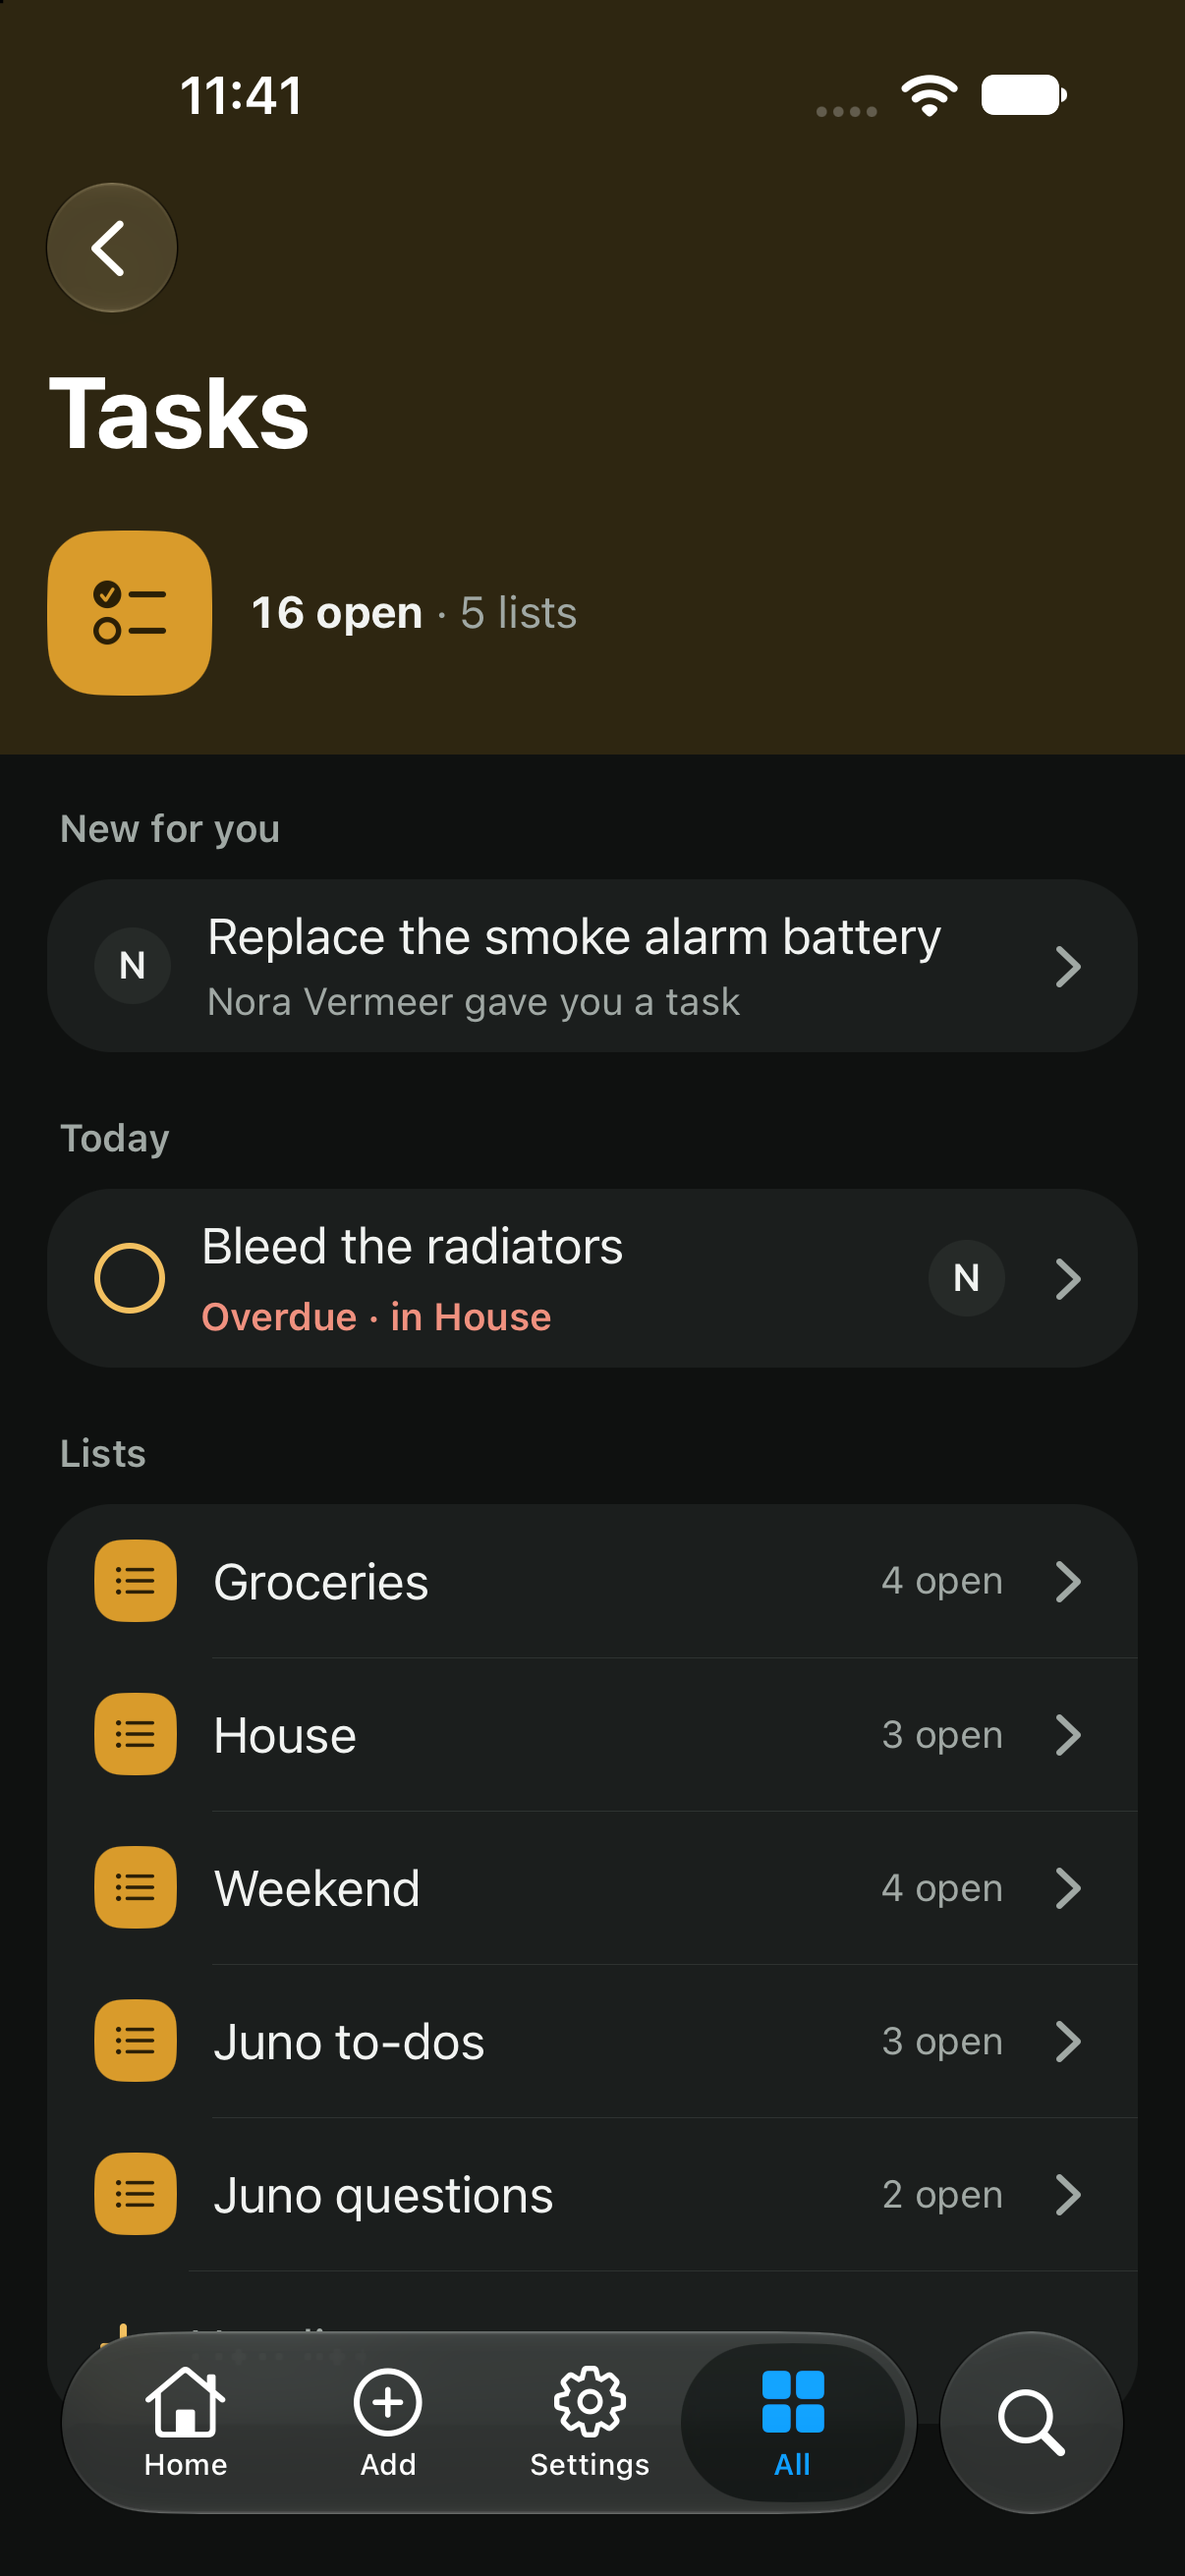 11:41
Tasks
16 open · 5 lists
New for you
N
Replace the smoke alarm battery
Nora Vermeer gave you a task
Today
Bleed the radiators
Overdue · in House
N
Lists
Groceries
4 open
House
3 open
Weekend
4 open
Juno to-dos
3 open
Juno questions
2 open
Home
Add
Settings
All